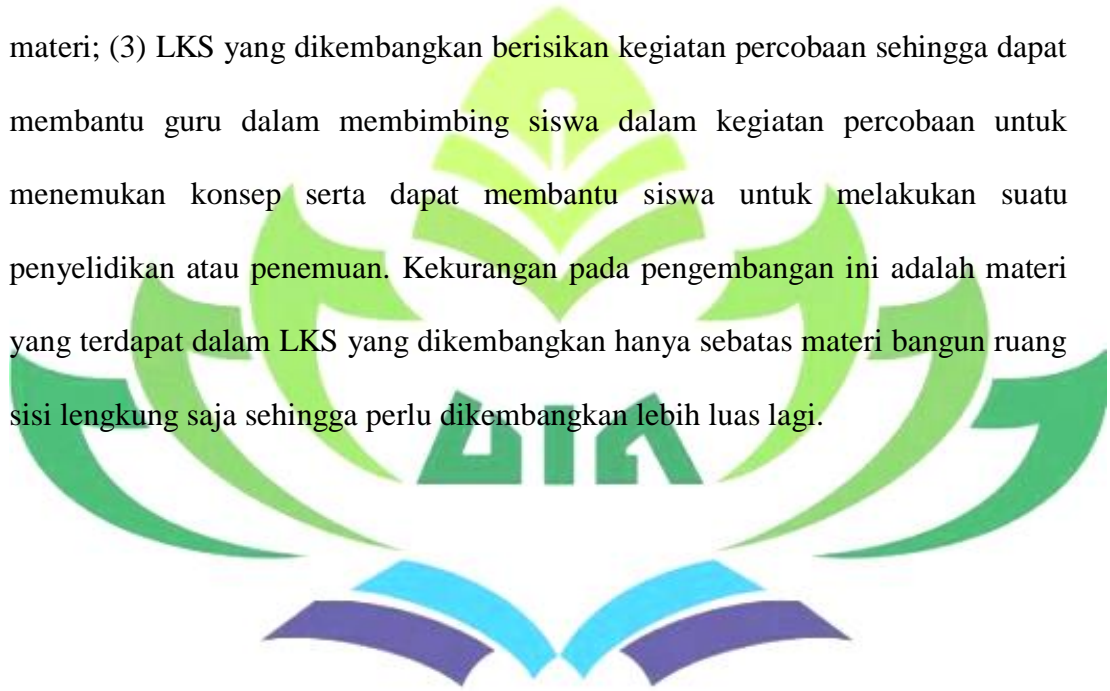 materi; (3) LKS yang dikembangkan berisikan kegiatan percobaan sehingga dapat
membantu guru dalam membimbing siswa dalam kegiatan percobaan untuk
menemukan konsep serta dapat membantu siswa untuk melakukan suatu
penyelidikan atau penemuan. Kekurangan pada pengembangan ini adalah materi
yang terdapat dalam LKS yang dikembangkan hanya sebatas materi bangun ruang
sisi lengkung saja sehingga perlu dikembangkan lebih luas lagi.